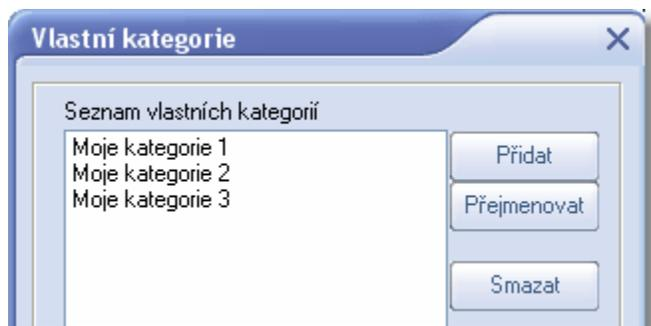 Vlastní kategorie
Seznam vlastních kategorií
Moje kategorie 1
Moje kategorie 2
Moje kategorie 3
Přidat
Přejmenovat
Smazat